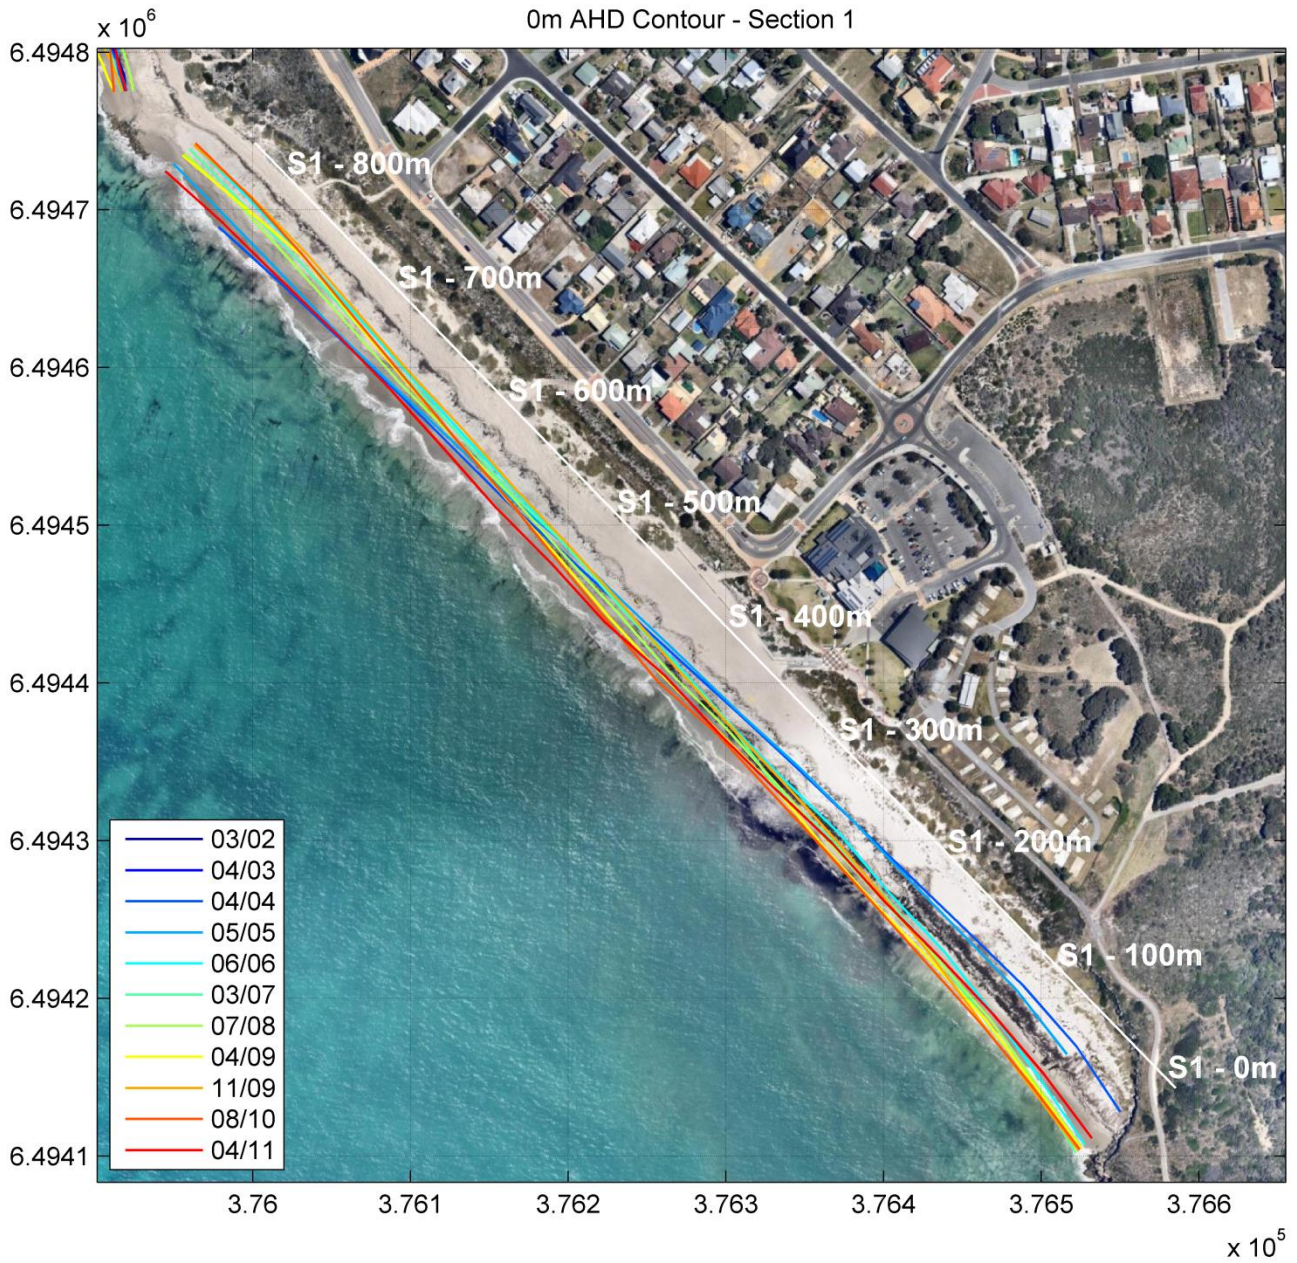 0m AHD Contour - Section 1
x 10^6
6.4948
6.4947
6.4946
6.4945
6.4944
6.4943
6.4942
6.4941
S1 - 800m
S1 - 700m
S1 - 600m
S1 - 500m
S1 - 400m
S1 - 300m
S1 - 200m
S1 - 100m
S1 - 0m
03/02
04/03
04/04
05/05
06/06
03/07
07/08
04/09
11/09
08/10
04/11
3.76 3.761 3.762 3.763 3.764 3.765 3.766
x 10^5